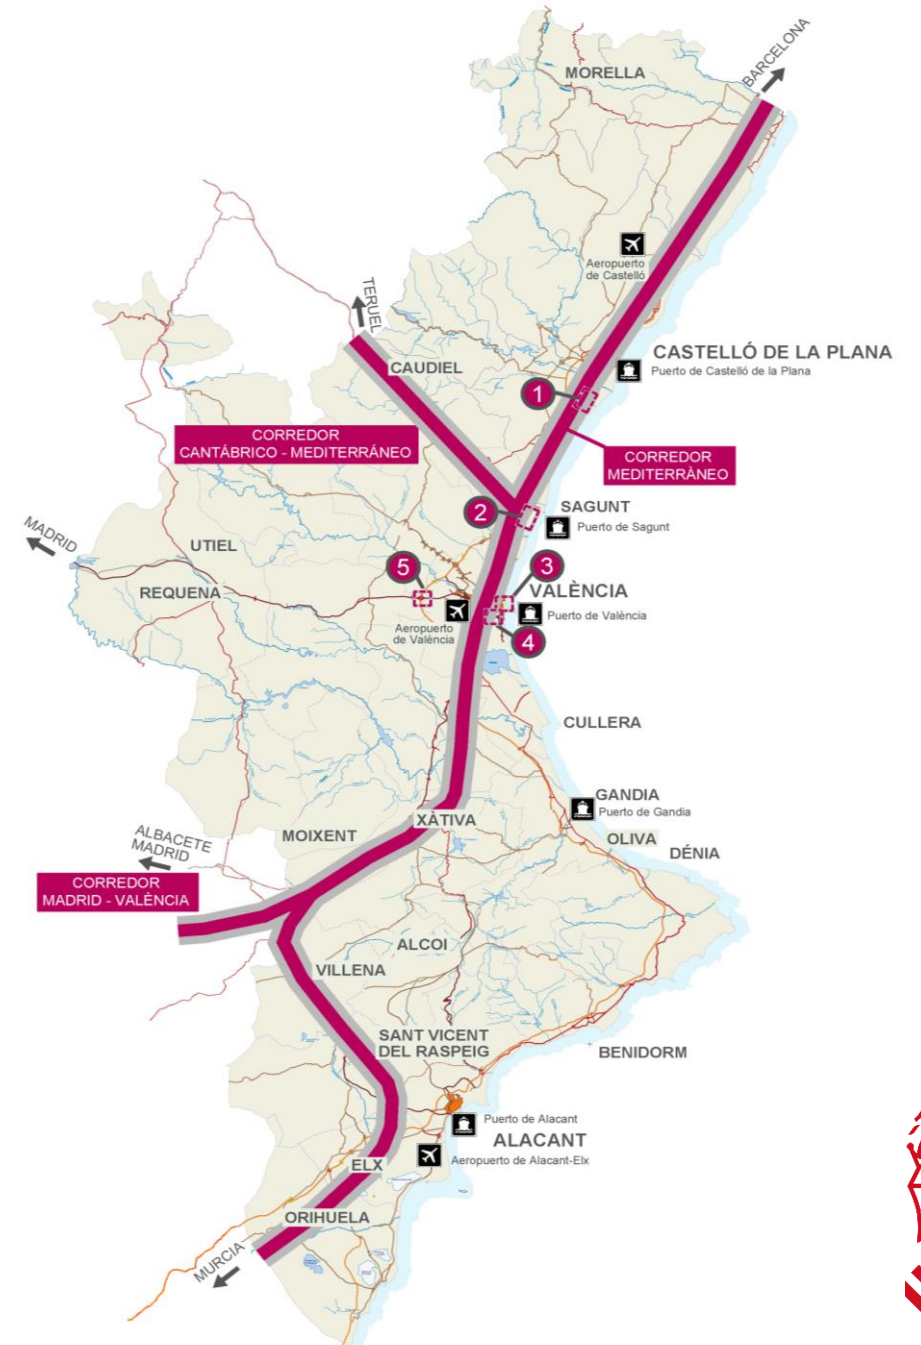 BARCELONA
MORELLA
Aeropuerto
de Castelló
TERUEL
CASTELLÓ DE LA PLANA
Puerto de Castelló de la Plana
CAUDIEL
1
CORREDOR
CANTÁBRICO - MEDITERRÁNEO
CORREDOR
MEDITERRÀNEO
2
SAGUNT
Puerto de Sagunt
MADRID
UTIEL
5
3
REQUENA
VALÈNCIA
Puerto de València
Aeropuerto
de València
4
CULLERA
GANDIA
Puerto de Gandia
XÀTIVA
MOIXENT
OLIVA
ALBACETE
MADRID
DÉNIA
CORREDOR
MADRID - VALÈNCIA
ALCOI
VILLENA
SANT VICENT
DEL RASPEIG
BENIDORM
Puerto de Alacant
ALACANT
Aeropuerto de Alacant-Elx
ELX
ORIHUELA
MURCIA